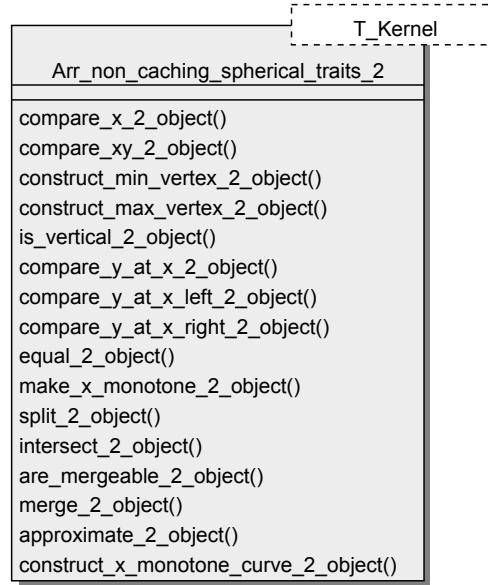 T_Kernel
Arr_non_caching_spherical_traits_2
compare_x_2_object()
compare_xy_2_object()
construct_min_vertex_2_object()
construct_max_vertex_2_object()
is_vertical_2_object()
compare_y_at_x_2_object()
compare_y_at_x_left_2_object()
compare_y_at_x_right_2_object()
equal_2_object()
make_x_monotone_2_object()
split_2_object()
intersect_2_object()
are_mergeable_2_object()
merge_2_object()
approximate_2_object()
construct_x_monotone_curve_2_object()